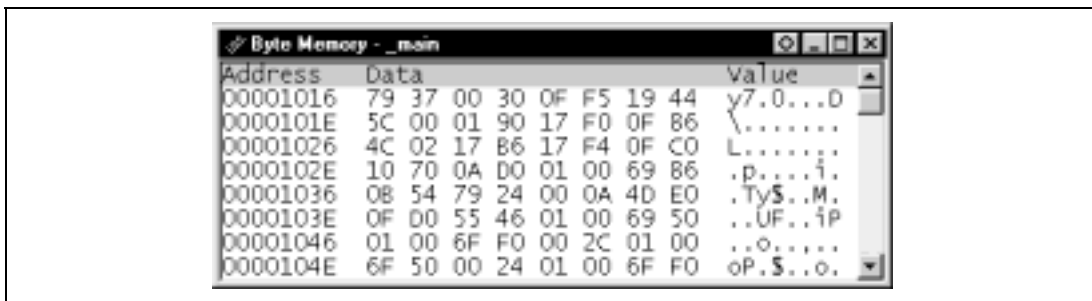 Byte Memory - _main
Address Data Value
00001016 79 37 00 30 0F F5 19 44 y7.0...D
0000101E 5C 00 01 90 17 F0 0F B6 \.......
00001026 4C 02 17 B6 17 F4 0F C0 L.......
0000102E 10 70 0A D0 01 00 69 B6 .p....i.
00001036 0B 54 79 24 00 0A 4D E0 .Ty$..M.
0000103E 0F D0 55 46 01 00 69 50 ..UF..iP
00001046 01 00 6F F0 00 2C 01 00 ..o..,..
0000104E 6F 50 00 24 01 00 6F F0 oP.$..o.